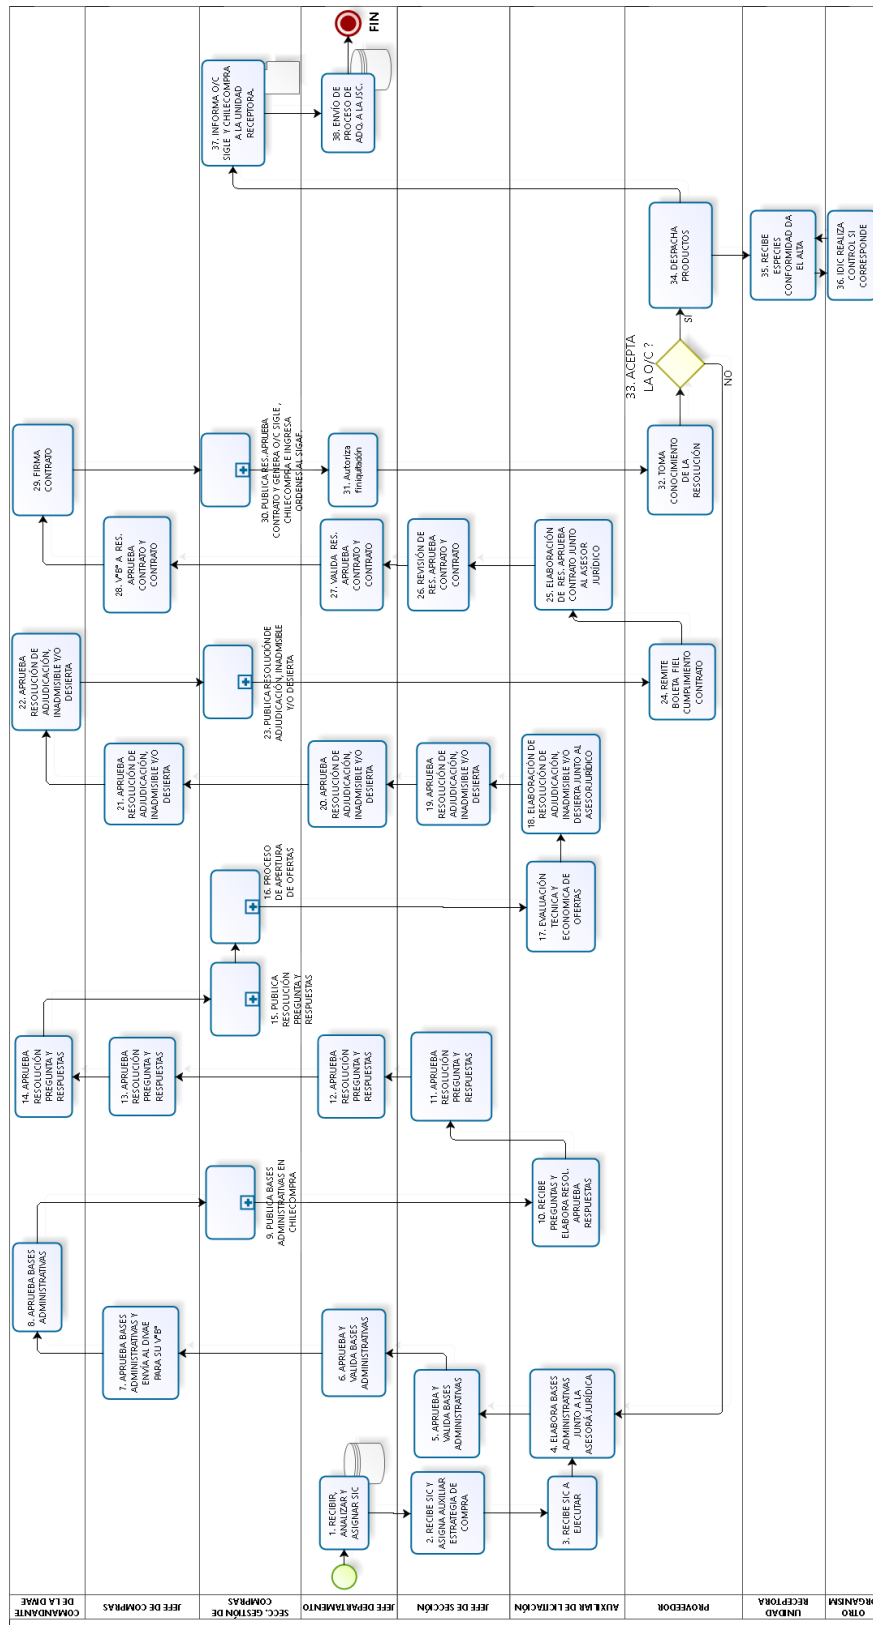 COMANDANTE
DE LA DIVAE
JEFE DE COMPRAS
SECC. GESTIÓN DE
COMPRAS
JEFE DEPARTAMENTO
JEFE DE SECCIÓN
AUXILIAR DE LICITACIÓN
PROVEEDOR
UNIDAD
RECEPTORA
OTRO
ORGANISM
1. RECIBIR,
ANALIZAR Y
ASIGNAR SIC
2. RECIBE SIC Y
ASIGNA AUXILIAR
ESTRATEGIA DE
COMPRA
3. RECIBE SIC A
EJECUTAR
4. ELABORA BASES
ADMINISTRATIVAS
JUNTO A LA
ASESORÁ JURÍDICA
5. APRUEBA Y
VALIDA BASES
ADMINISTRATIVAS
6. APRUEBA Y
VALIDA BASES
ADMINISTRATIVAS
7. APRUEBA BASES
ADMINISTRATIVAS Y
ENVÍA AL DIVAE
PARA SU VªBª
8. APRUEBA BASES
ADMINISTRATIVAS
9. PUBLICA BASES
ADMINISTRATIVAS EN
CHILECOMPRA
10. RECIBE
PREGUNTAS Y
ELABORA RESOL.
APRUEBA
RESPUESTAS
11. APRUEBA
RESOLUCIÓN
PREGUNTA Y
RESPUESTAS
12. APRUEBA
RESOLUCIÓN
PREGUNTA Y
RESPUESTAS
13. APRUEBA
RESOLUCIÓN
PREGUNTA Y
RESPUESTAS
14. APRUEBA
RESOLUCIÓN
PREGUNTA Y
RESPUESTAS
15. PUBLICA
RESOLUCIÓN
PREGUNTA Y
RESPUESTAS
16. PROCESO
DE APERTURA
DE OFERTAS
17. EVALUACIÓN
TECNICA Y
ECONOMICA DE
OFERTAS
18. ELABORACIÓN DE
RESOLUCIÓN DE
ADJUDICACIÓN,
INADMISIBLE Y/O
DESIERTA JUNTO AL
ASESOR JURÍDICO
19. APRUEBA
RESOLUCIÓN DE
ADJUDICACIÓN,
INADMISIBLE Y/O
DESIERTA
20. APRUEBA
RESOLUCIÓN DE
ADJUDICACIÓN,
INADMISIBLE Y/O
DESIERTA
21. APRUEBA
RESOLUCIÓN DE
ADJUDICACIÓN,
INADMISIBLE Y/O
DESIERTA
22. APRUEBA
RESOLUCIÓN DE
ADJUDICACIÓN,
INADMISIBLE Y/O
DESIERTA
23. PUBLICA RESOLUCIÓN DE
ADJUDICACIÓN, INADMISIBLE
Y/O DESIERTA
24. REMITE
BOLETA FIEL
CUMPLIMIENTO
CONTRATO
25. ELABORACIÓN
DE RES. APRUEBA
CONTRATO JUNTO
AL ASESOR
JURÍDICO
26. REVISIÓN DE
RES. APRUEBA
CONTRATO Y
CONTRATO
27. VALIDA RES.
APRUEBA
CONTRATO Y
CONTRATO
28. VªBª A RES.
APRUEBA
CONTRATO Y
CONTRATO
29. FIRMA
CONTRATO
30. PUBLICA RES. APRUEBA
CONTRATO Y GENERA O/C SIGLE ,
CHILECOMPRA E INGRESA
ORDENES AL SIGAF.
31. Autoriza
finiquitación
32. TOMA
CONOCIMIENTO
DE LA
RESOLUCIÓN
33. ACEPTA
LA O/C ?
SI
NO
34. DESPACHA
PRODUCTOS
35. RECIBE
ESPECIES
CONFORMIDAD DA
EL ALTA
36. IDIC REALIZA
CONTROL SI
CORRESPONDE
37. INFORMA O/C
SIGLE Y CHILECOMPRA
A LA UNIDAD
RECEPTORA.
38. ENVÍO DE
PROCESO DE
ADQ. A LA JSC.
FIN